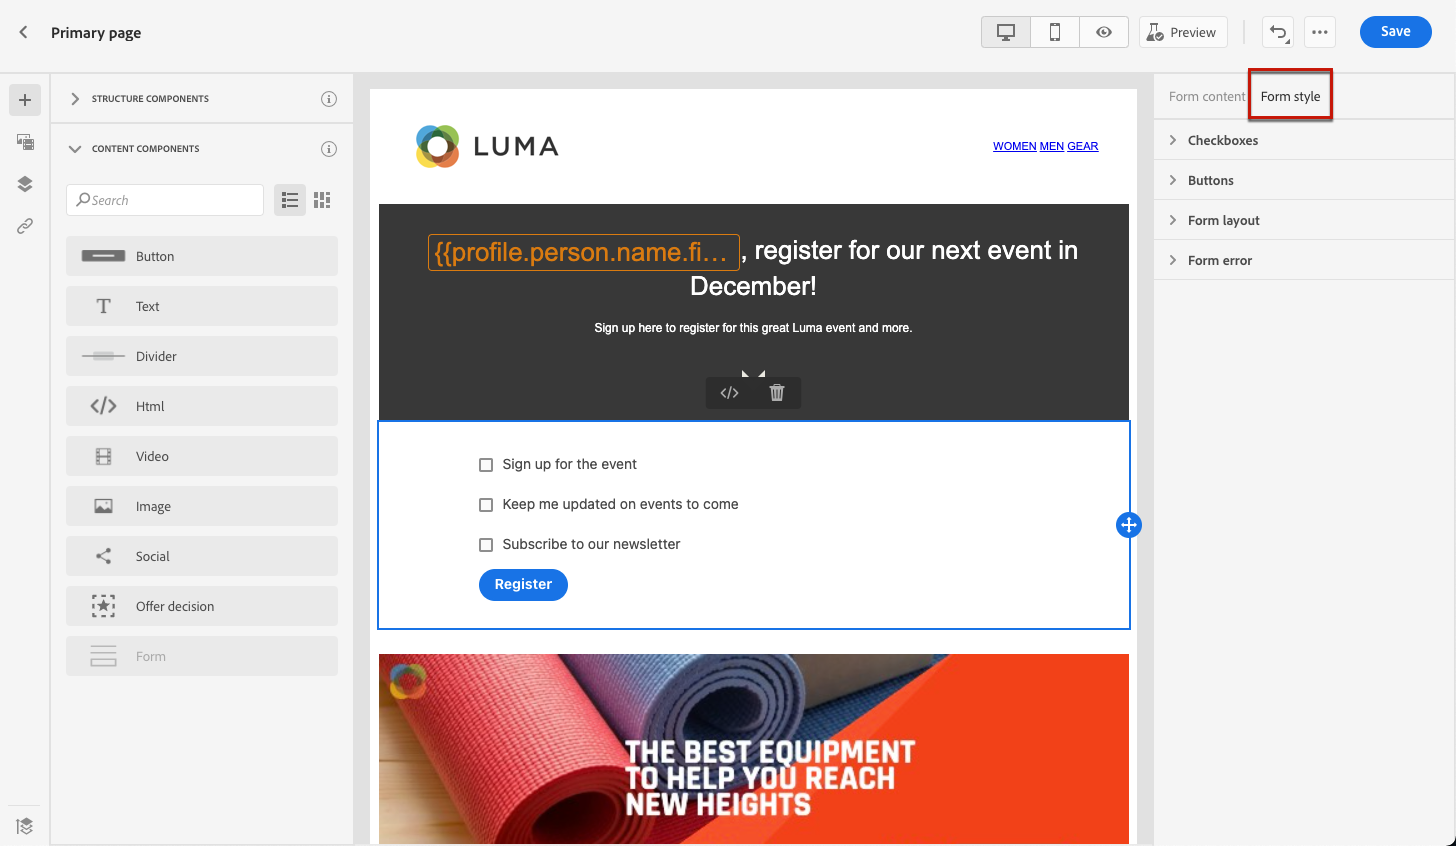 Primary page
Preview
Save
STRUCTURE COMPONENTS
CONTENT COMPONENTS
Search
Button
Text
Divider
Html
Video
Image
Social
Offer decision
Form
LUMA
WOMEN MEN GEAR
{{profile.person.name.fi… , register for our next event in
December!
Sign up here to register for this great Luma event and more.
Sign up for the event
Keep me updated on events to come
Subscribe to our newsletter
Register
THE BEST EQUIPMENT
TO HELP YOU REACH
NEW HEIGHTS
Form content Form style
Checkboxes
Buttons
Form layout
Form error